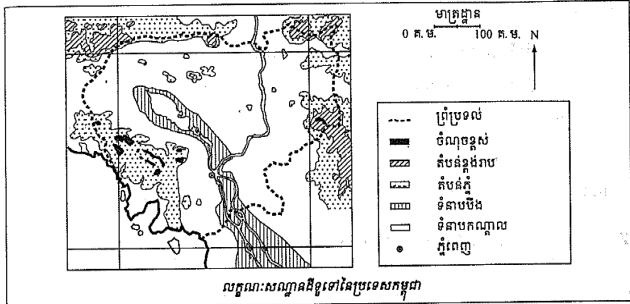 មាត្រដ្ឋាន
0 គ.ម. 100 គ.ម. N
ព្រំប្រទល់
ចំណុចខ្ពស់
តំបន់ខ្ពង់រាប
តំបន់ភ្នំ
ទំនាបបឹង
ទំនាបកណ្តាល
ភ្នំពេញ
លក្ខណៈសណ្ឋានដីទូទៅនៃប្រទេសកម្ពុជា